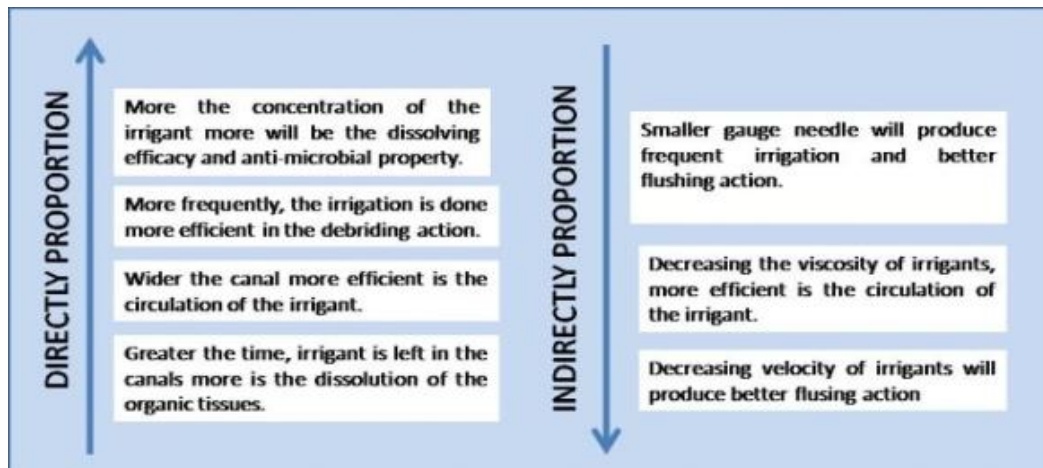 DIRECTLY PROPORTION
More the concentration of the
irrigant more will be the dissolving
efficacy and anti-microbial property.
More frequently, the irrigation is done
more efficient in the debriding action.
Wider the canal more efficient is the
circulation of the irrigant.
Greater the time, irrigant is left in the
canals more is the dissolution of the
organic tissues.
INDIRECTLY PROPORTION
Smaller gauge needle will produce
frequent irrigation and better
flushing action.
Decreasing the viscosity of irrigants,
more efficient is the circulation of
the irrigant.
Decreasing velocity of irrigants will
produce better flusing action